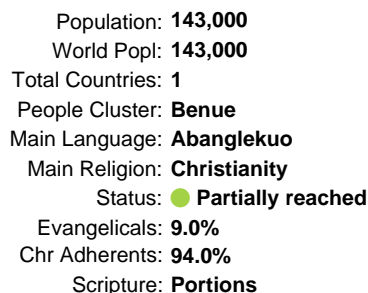 Population: 143,000
World Popl: 143,000
Total Countries: 1
People Cluster: Benue
Main Language: Abanglekuo
Main Religion: Christianity
Status: Partially reached
Evangelicals: 9.0%
Chr Adherents: 94.0%
Scripture: Portions